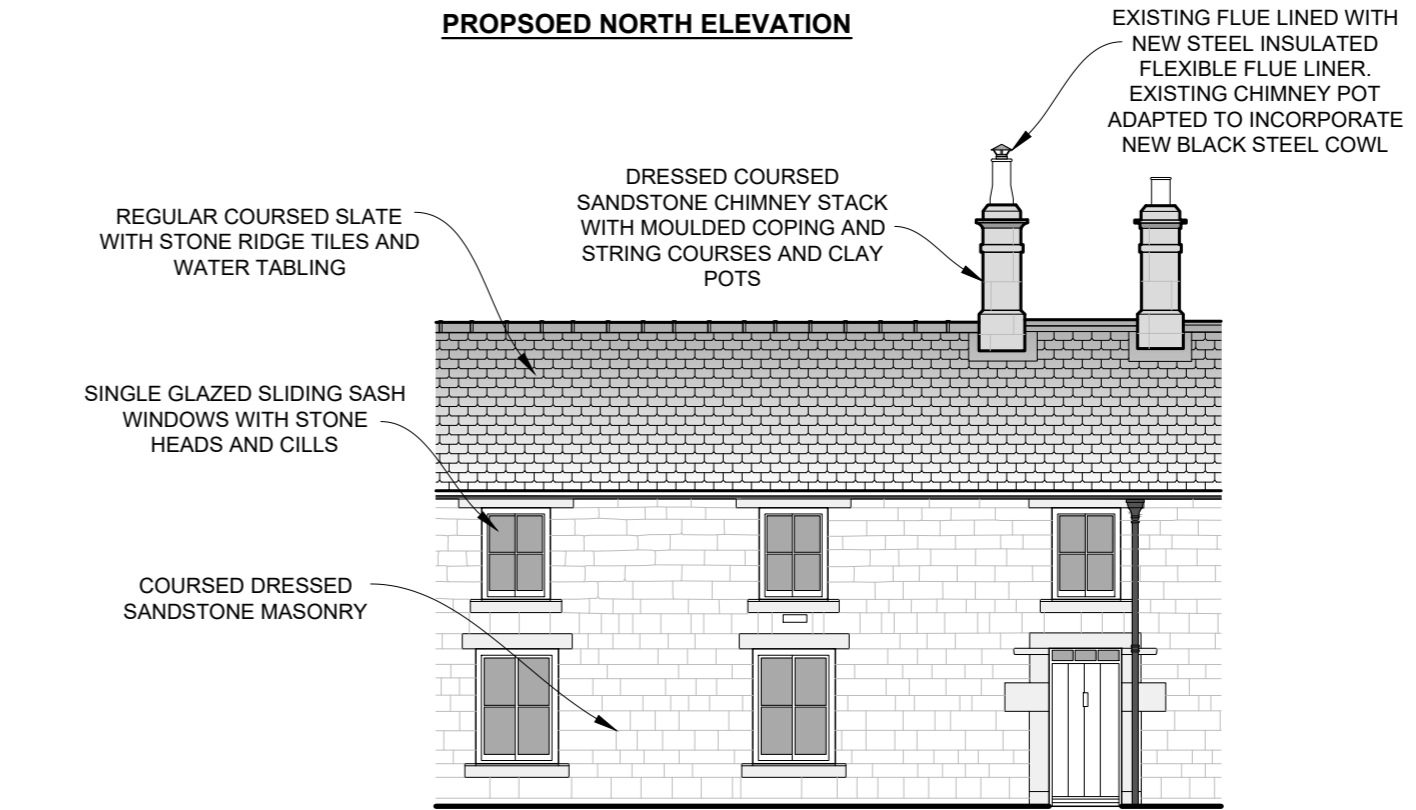 PROPSOED NORTH ELEVATION
EXISTING FLUE LINED WITH
NEW STEEL INSULATED
FLEXIBLE FLUE LINER.
EXISTING CHIMNEY POT
ADAPTED TO INCORPORATE
NEW BLACK STEEL COWL
DRESSED COURSED
SANDSTONE CHIMNEY STACK
WITH MOULDED COPING AND
STRING COURSES AND CLAY
POTS
REGULAR COURSED SLATE
WITH STONE RIDGE TILES AND
WATER TABLING
SINGLE GLAZED SLIDING SASH
WINDOWS WITH STONE
HEADS AND CILLS
COURSED DRESSED
SANDSTONE MASONRY